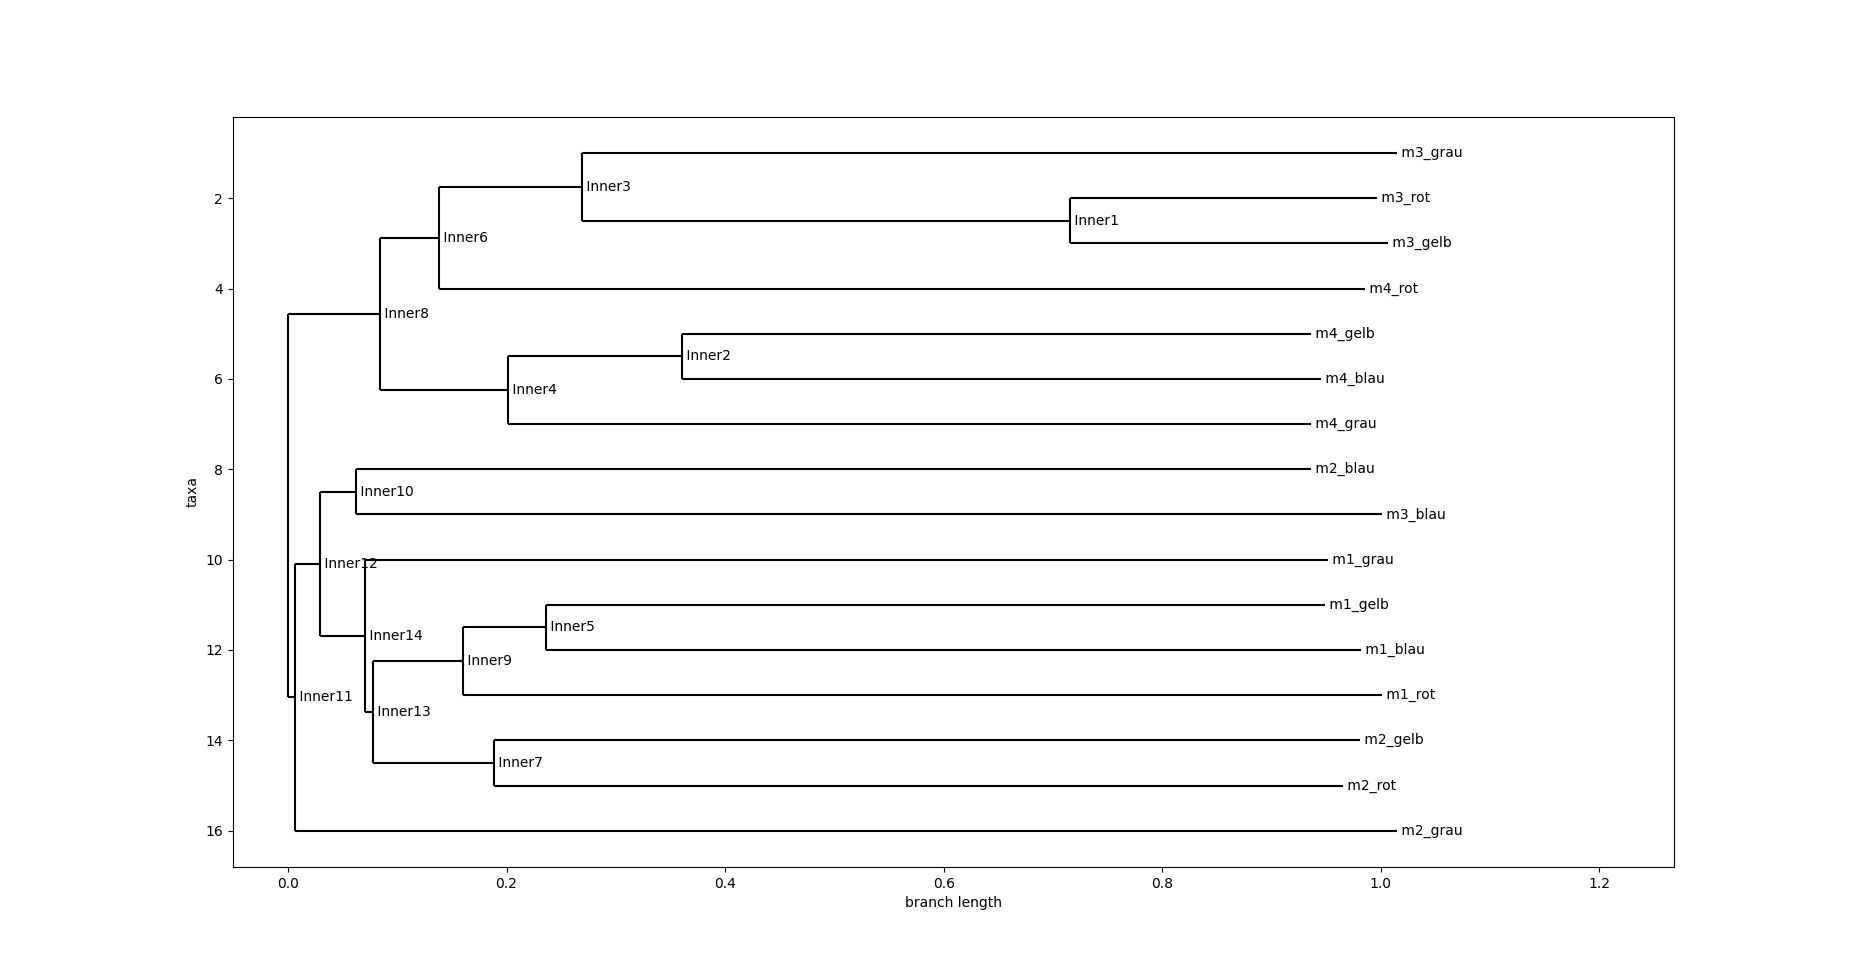 m3_grau
Inner3
m3_rot
2
Inner1
Inner6
m3_gelb
4
m4_rot
Inner8
m4_gelb
Inner2
6
m4_blau
Inner4
m4_grau
8
m2_blau
Inner10
taxa
m3_blau
10
Inner12
m1_grau
m1_gelb
Inner5
Inner14
12
m1_blau
Inner9
m1_rot
Inner11
Inner13
14
m2_gelb
Inner7
m2_rot
16
m2_grau
0.0 0.2 0.4 0.6 0.8 1.0 1.2
branch length